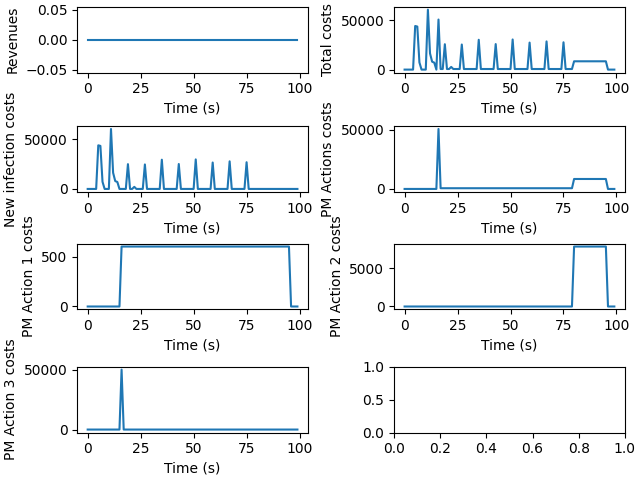 Revenues
0.05
0.00
−0.05
0 25 50 75 100
Time (s)
Total costs
50000
0
0 25 50 75 100
Time (s)
New infection costs
50000
0
0 25 50 75 100
Time (s)
PM Actions costs
50000
0
0 25 50 75 100
Time (s)
PM Action 1 costs
500
0
0 25 50 75 100
Time (s)
PM Action 2 costs
5000
0
0 25 50 75 100
Time (s)
PM Action 3 costs
50000
0
0 25 50 75 100
Time (s)
1.0
0.5
0.0
0.0 0.2 0.4 0.6 0.8 1.0